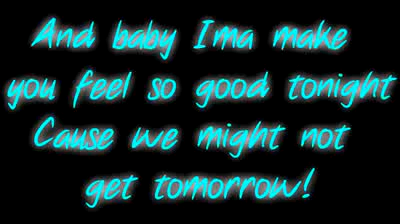 And baby Ima make
you feel so good tonight
Cause we might not
get tomorrow!